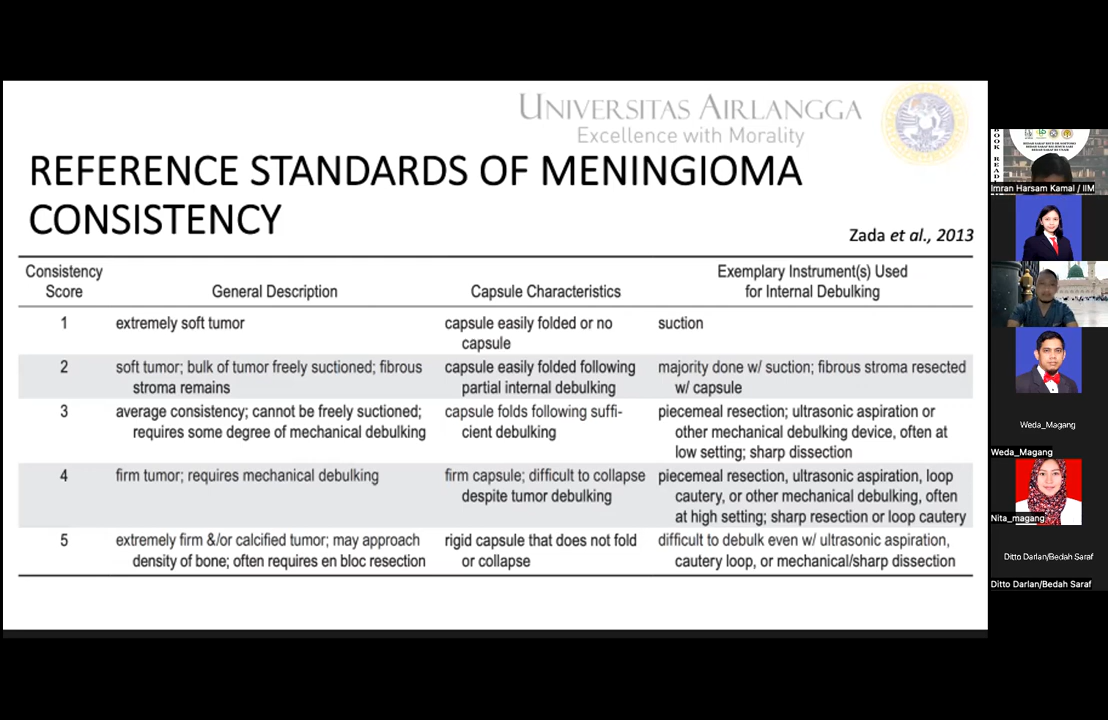 UNIVERSITAS AIRLANGGA
Excellence with Morality
REFERENCE STANDARDS OF MENINGIOMA
CONSISTENCY
Zada et al., 2013
Consistency
Score
General Description
Capsule Characteristics
Exemplary Instrument(s) Used
for Internal Debulking
1
extremely soft tumor
capsule easily folded or no
capsule
suction
2
soft tumor; bulk of tumor freely suctioned; fibrous
stroma remains
capsule easily folded following
partial internal debulking
majority done w/ suction; fibrous stroma resected
w/ capsule
3
average consistency; cannot be freely suctioned;
requires some degree of mechanical debulking
capsule folds following suffi-
cient debulking
piecemeal resection; ultrasonic aspiration or
other mechanical debulking device, often at
low setting; sharp dissection
4
firm tumor; requires mechanical debulking
firm capsule; difficult to collapse
despite tumor debulking
piecemeal resection, ultrasonic aspiration, loop
cautery, or other mechanical debulking, often
at high setting; sharp resection or loop cautery
5
extremely firm &/or calcified tumor; may approach
density of bone; often requires en bloc resection
rigid capsule that does not fold
or collapse
difficult to debulk even w/ ultrasonic aspiration,
cautery loop, or mechanical/sharp dissection
Imran Harsam Kamal / IIM
Weda_Magang
Weda_Magang
Nita_magang
Ditto Darlan/Bedah Saraf
Ditto Darlan/Bedah Saraf